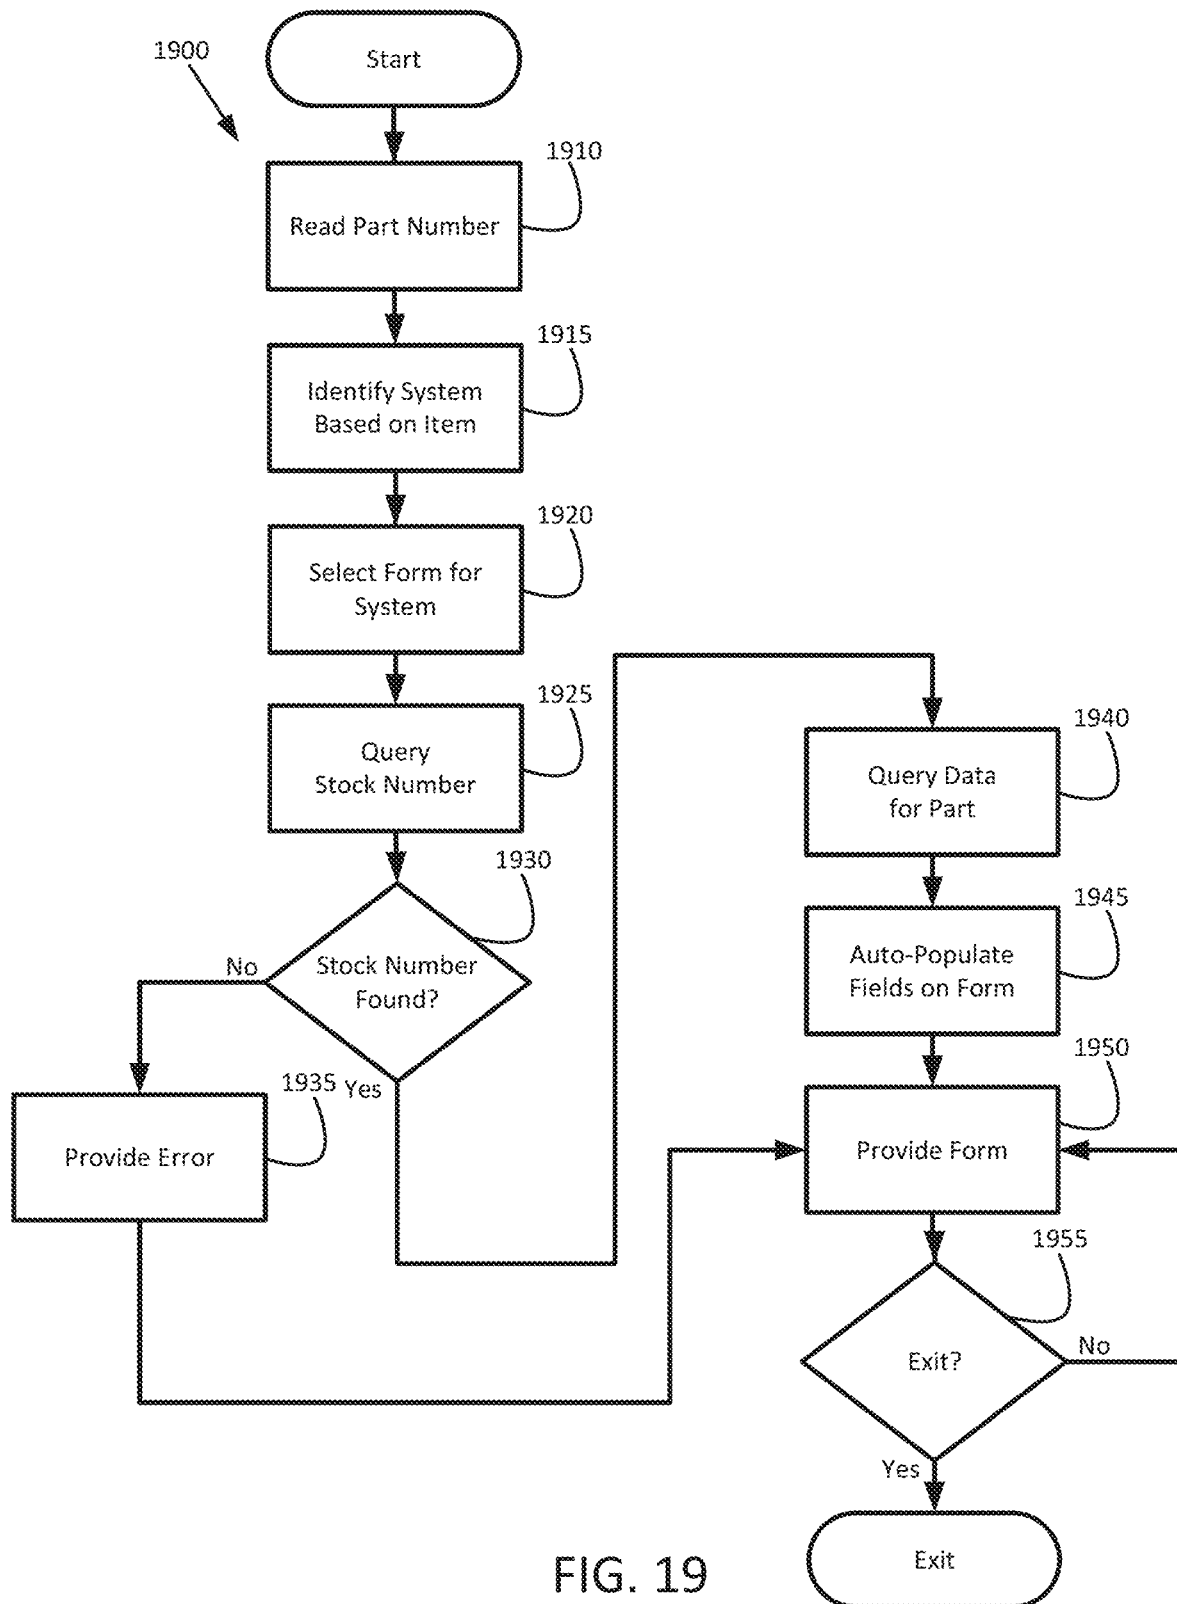 Start
1900
1910
Read Part Number
1915
Identify System
Based on Item
1920
Select Form for
System
1925
Query
Stock Number
1930
Stock Number
Found?
No
Yes
1935
Provide Error
1940
Query Data
for Part
1945
Auto-Populate
Fields on Form
1950
Provide Form
1955
Exit?
No
Yes
Exit
FIG. 19